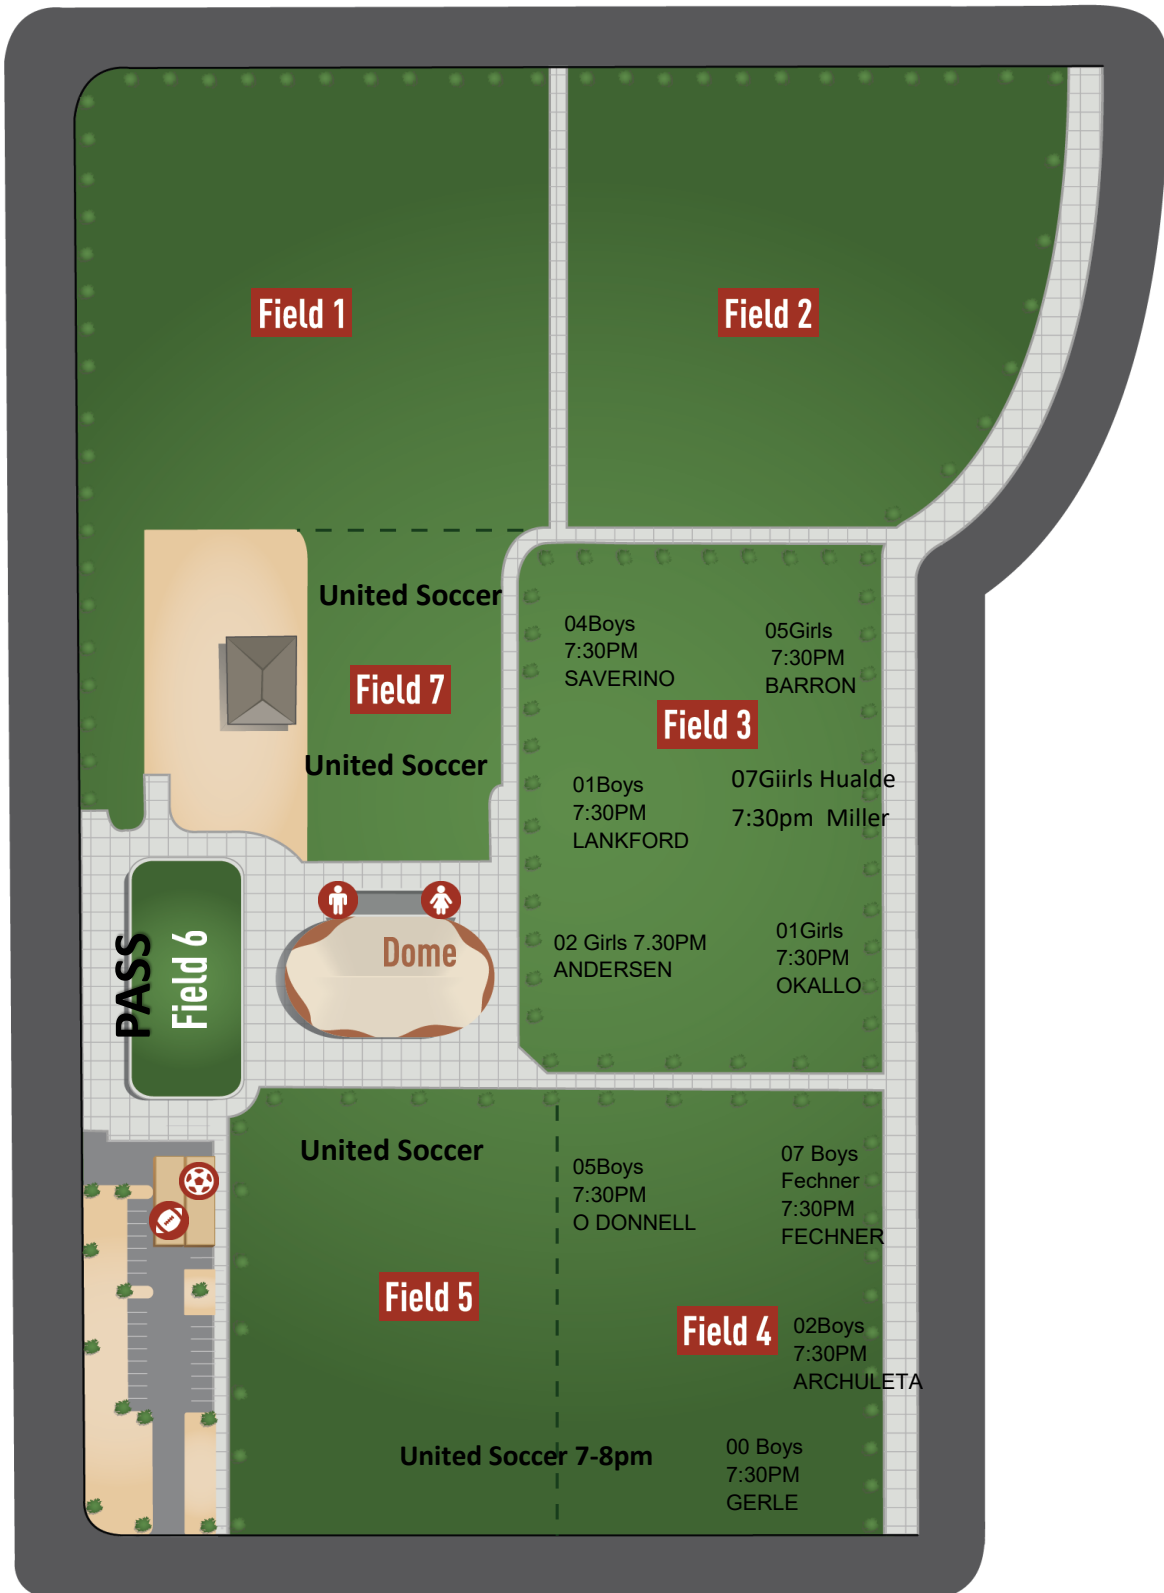 Field 1
Field 2
United Soccer
Field 7
United Soccer
04Boys
7:30PM
SAVERINO
05Girls
7:30PM
BARRON
Field 3
01Boys
7:30PM
LANKFORD
07Giirls Hualde
7:30pm  Miller
02 Girls 7.30PM
ANDERSEN
01Girls
7:30PM
OKALLO
PASS
Field 6
Dome
United Soccer
Field 5
05Boys
7:30PM
O DONNELL
07 Boys
Fechner
7:30PM
FECHNER
Field 4
02Boys
7:30PM
ARCHULETA
United Soccer 7-8pm
00 Boys
7:30PM
GERLE